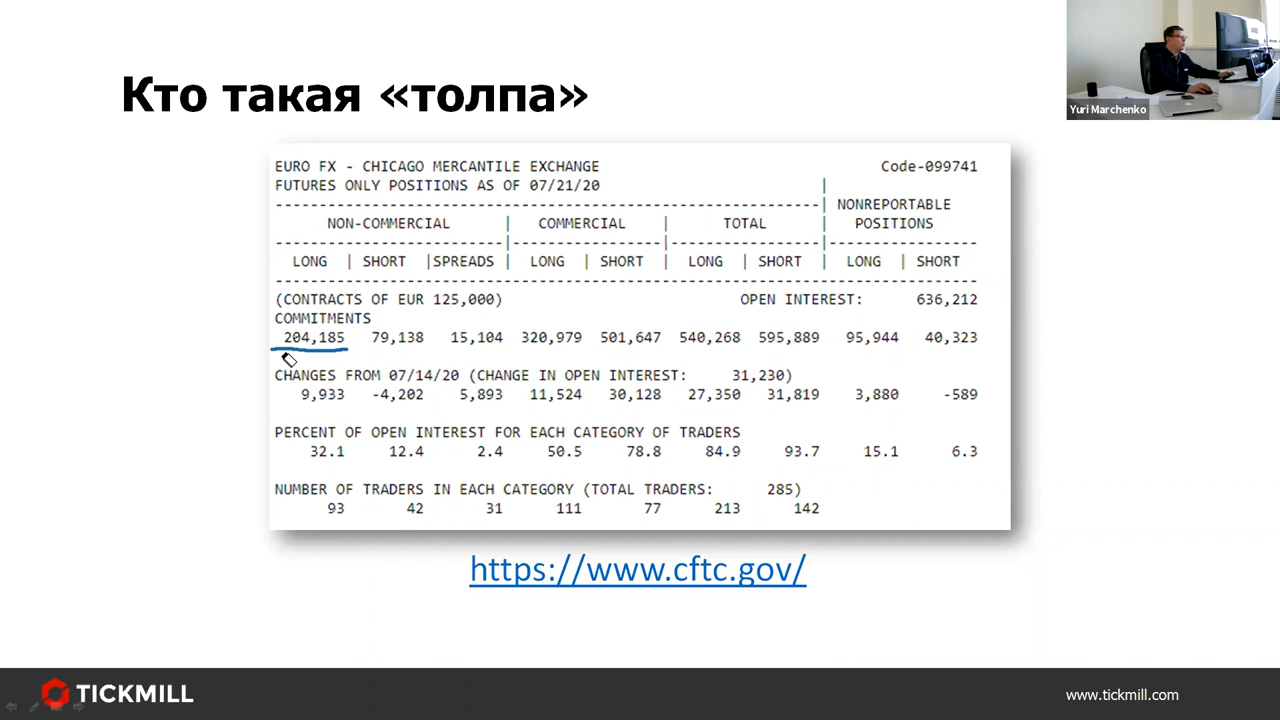 Кто такая «толпа»
Yuri Marchenko
EURO FX - CHICAGO MERCANTILE EXCHANGE Code-099741
FUTURES ONLY POSITIONS AS OF 07/21/20 |
--------------------------------------------------------------| NONREPORTABLE
NON-COMMERCIAL | COMMERCIAL | TOTAL | POSITIONS
--------------------------|-----------------|-----------------|-----------------
LONG | SHORT |SPREADS | LONG | SHORT | LONG | SHORT | LONG | SHORT
--------------------------------------------------------------------------------
(CONTRACTS OF EUR 125,000) OPEN INTEREST: 636,212
COMMITMENTS
204,185 79,138 15,104 320,979 501,647 540,268 595,889 95,944 40,323
CHANGES FROM 07/14/20 (CHANGE IN OPEN INTEREST: 31,230)
9,933 -4,202 5,893 11,524 30,128 27,350 31,819 3,880 -589
PERCENT OF OPEN INTEREST FOR EACH CATEGORY OF TRADERS
32.1 12.4 2.4 50.5 78.8 84.9 93.7 15.1 6.3
NUMBER OF TRADERS IN EACH CATEGORY (TOTAL TRADERS: 285)
93 42 31 111 77 213 142
https://www.cftc.gov/
TICKMILL
www.tickmill.com